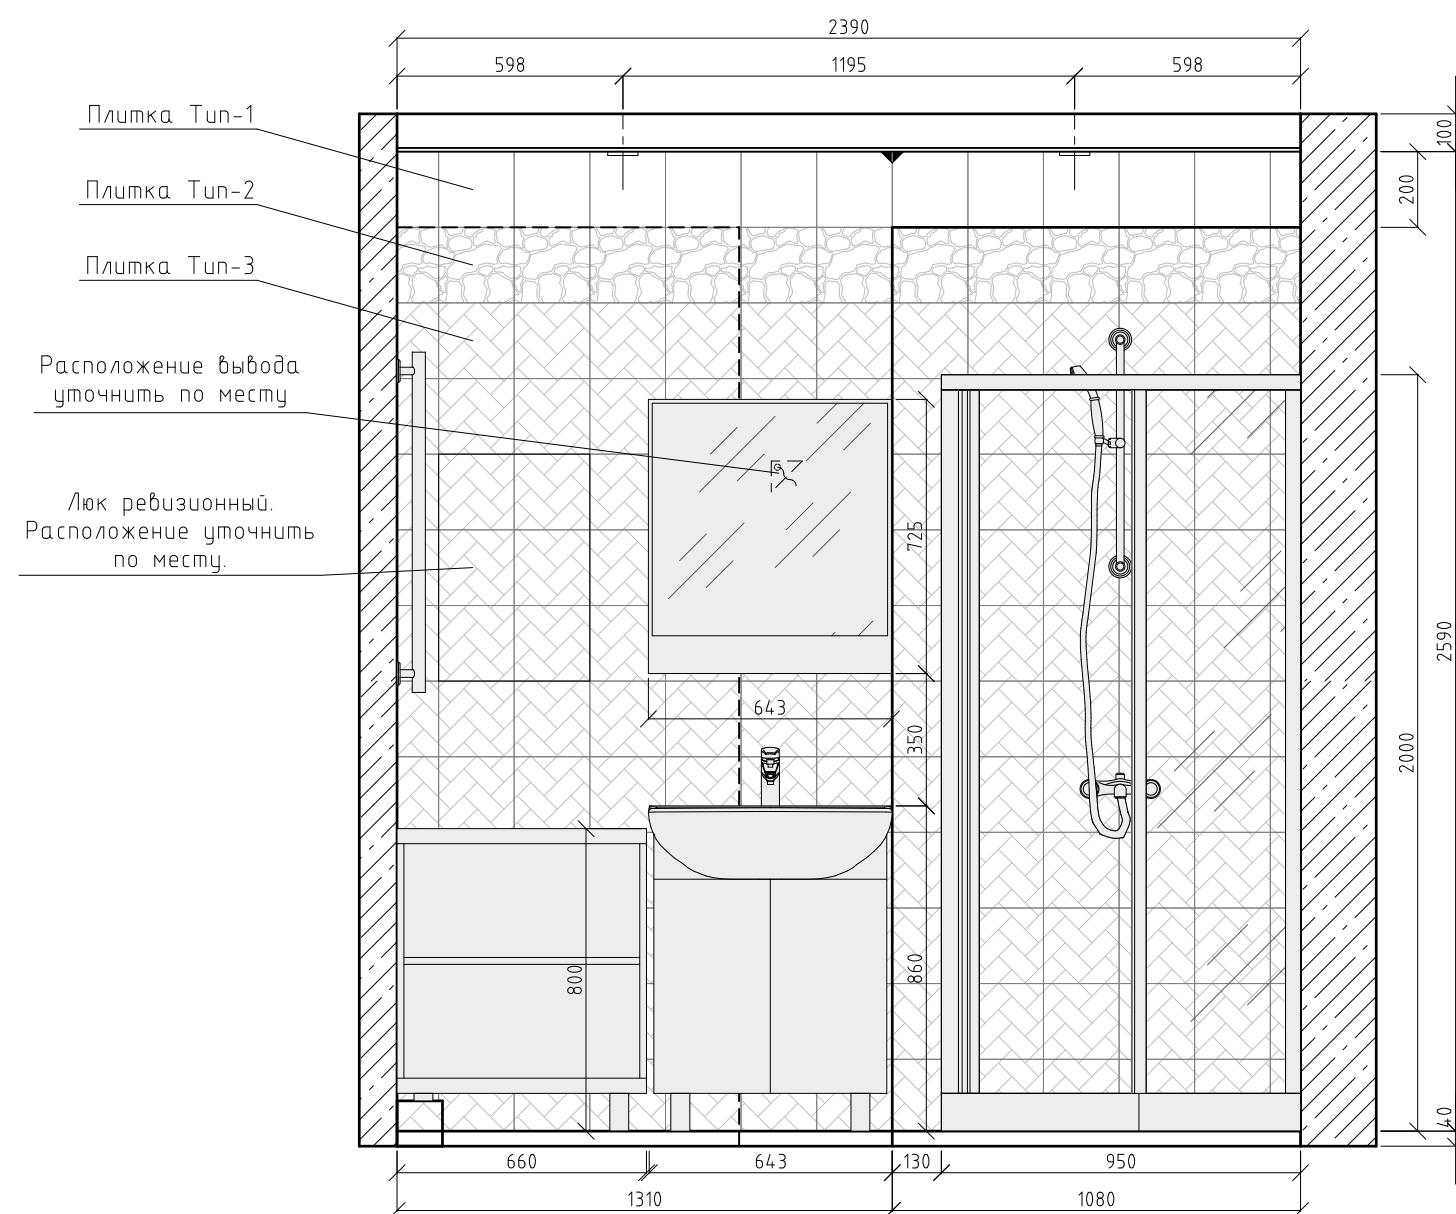 2390
598 1195 598
Плитка Тип-1
100
Плитка Тип-2
200
Плитка Тип-3
Расположение вывода
уточнить по месту
Люк ревизионный.
Расположение уточнить
по месту.
725
2590
643
350
2000
800
860
40
660 643 130 950
1310 1080